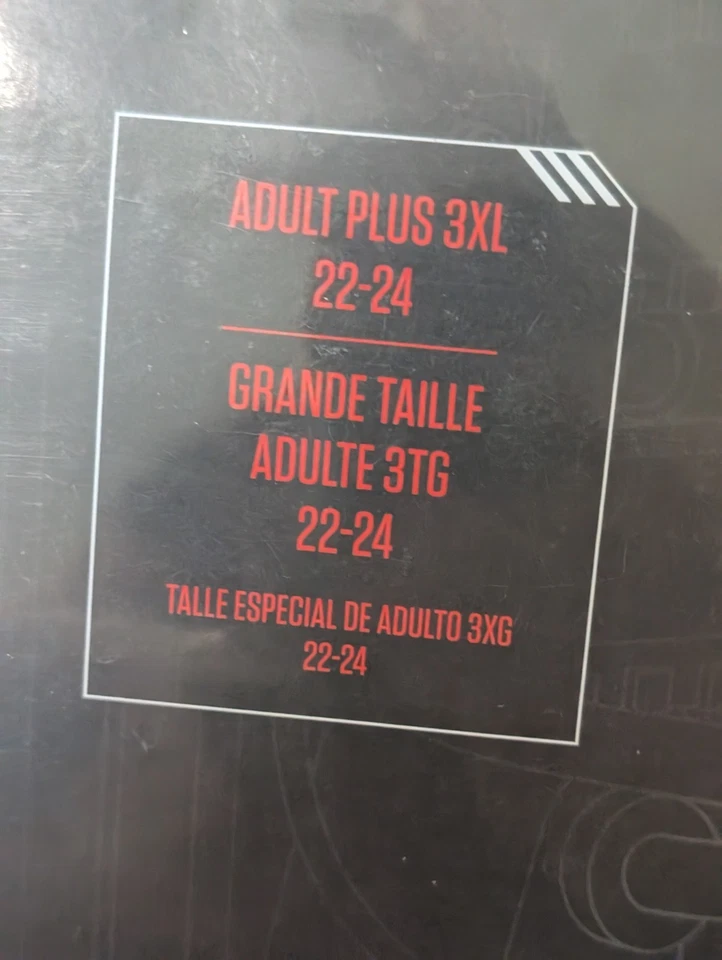 ADULT PLUS 3XL
22-24
GRANDE TAILLE
ADULTE 3TG
22-24
TALLE ESPECIAL DE ADULTO 3XG
22-24